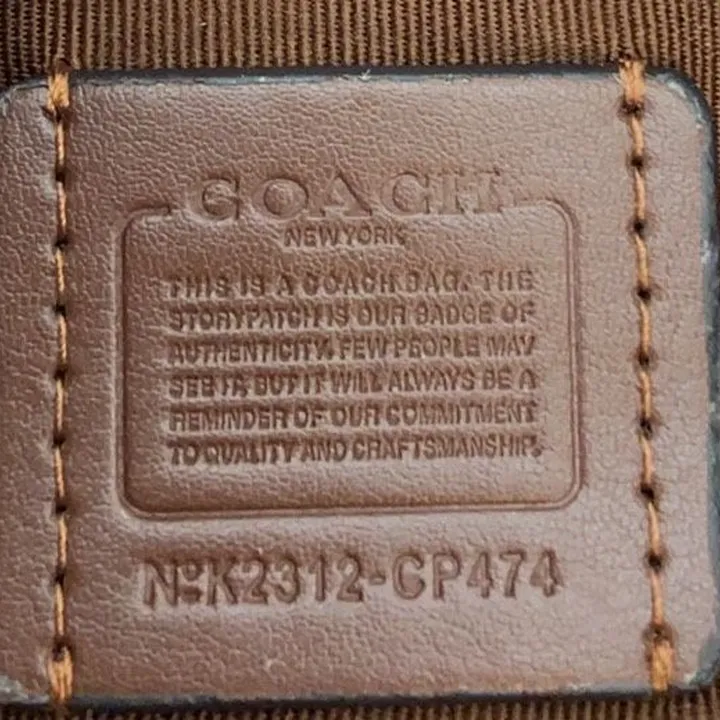 COACH
NEW YORK
THIS IS A COACH BAG. THE
STORYPATCH IS OUR BADGE OF
AUTHENTICITY. FEW PEOPLE MAY
SEE IT, BUT IT WILL ALWAYS BE A
REMINDER OF OUR COMMITMENT
TO QUALITY AND CRAFTSMANSHIP.
NºK2312-CP474